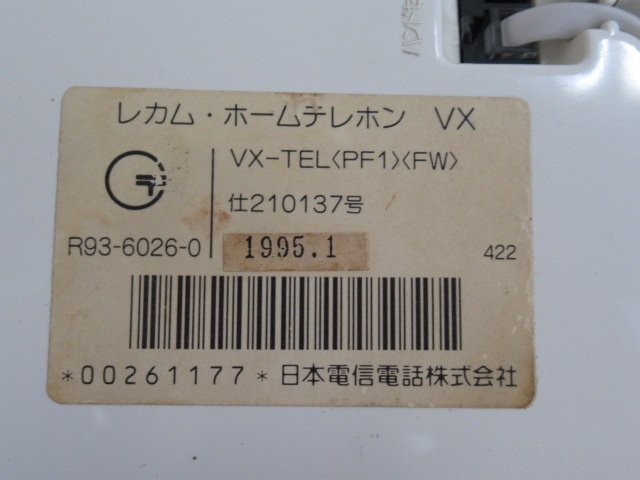 レカム・ホームテレホン VX
VX-TEL〈PF1〉〈FW〉
仕210137号
R93-6026-0
1995.1
422
*00261177* 日本電信電話株式会社